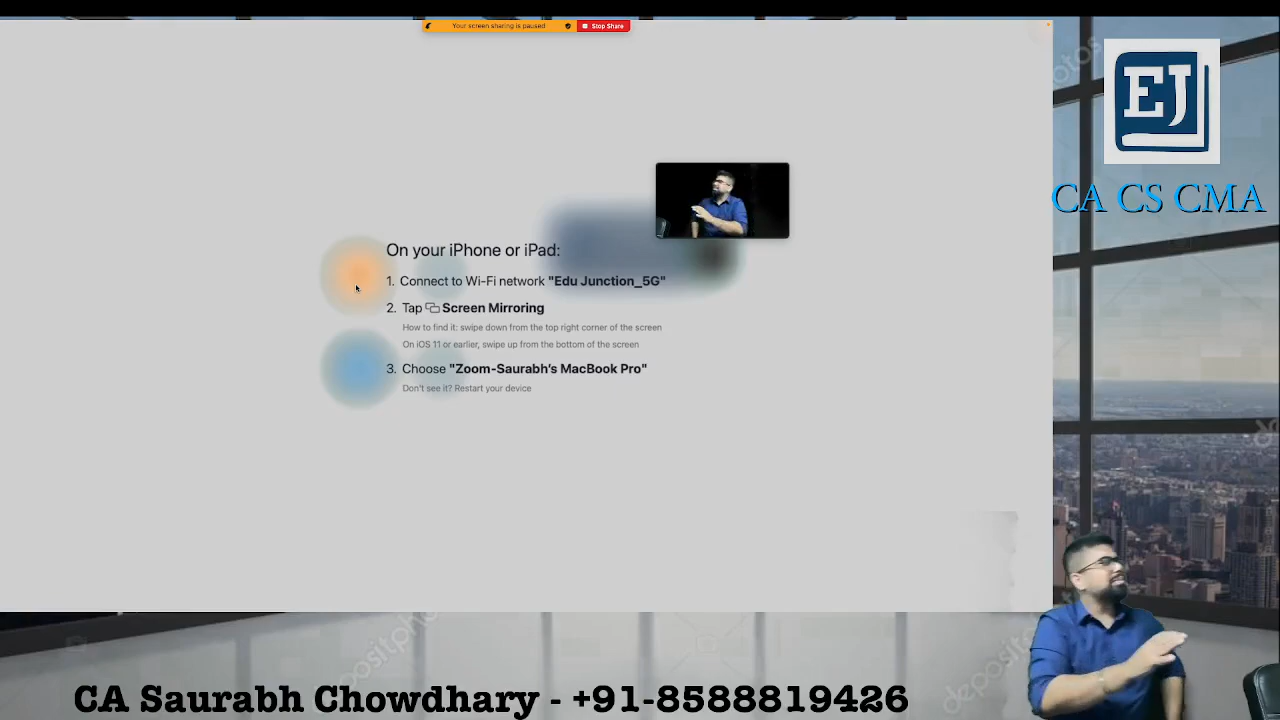 Your screen sharing is paused
Stop Share
EJ
CA CS CMA
On your iPhone or iPad:
1. Connect to Wi-Fi network "Edu Junction_5G"
2. Tap Screen Mirroring
How to find it: swipe down from the top right corner of the screen
On iOS 11 or earlier, swipe up from the bottom of the screen
3. Choose "Zoom-Saurabh’s MacBook Pro"
Don't see it? Restart your device
CA Saurabh Chowdhary - +91-8588819426